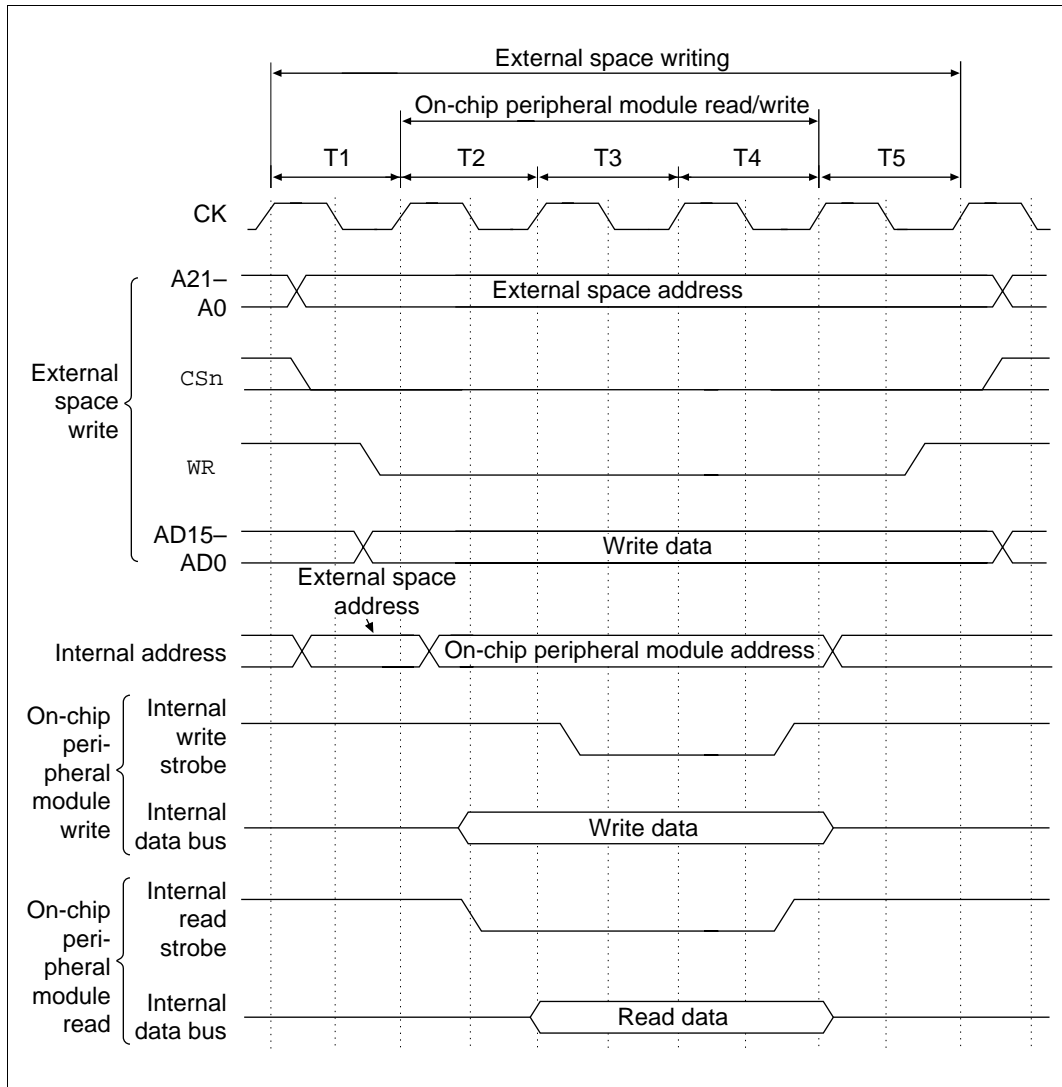 External space writing
On-chip peripheral module read/write
T1 T2 T3 T4 T5
CK
A21–
A0
External space address
External
space
write
CSn
WR
AD15–
AD0
Write data
External space
address
Internal address
On-chip peripheral module address
On-chip
peri-
pheral
module
write
Internal
write
strobe
Internal
data bus
Write data
On-chip
peri-
pheral
module
read
Internal
read
strobe
Internal
data bus
Read data